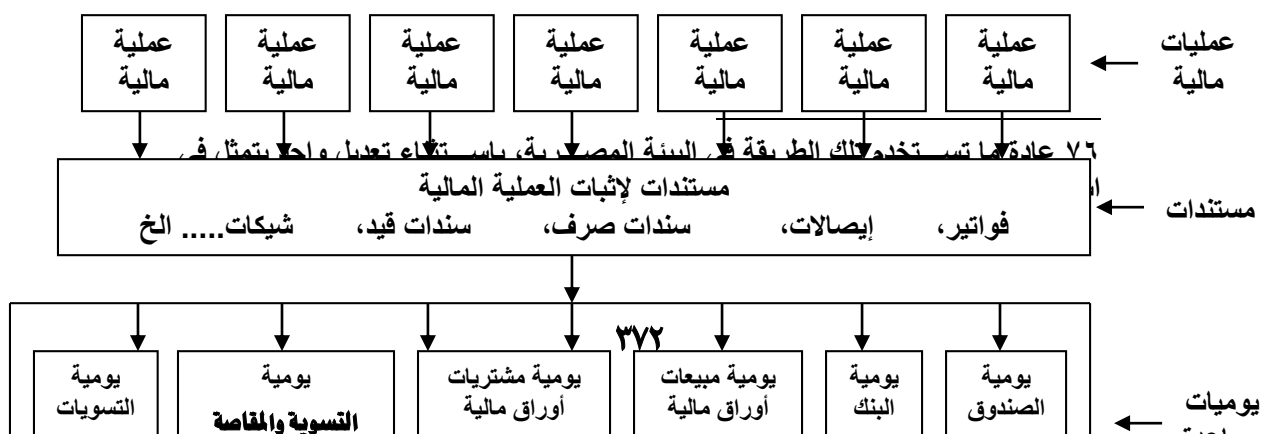 عملية مالية
عملية مالية
عملية مالية
عملية مالية
عملية مالية
عملية مالية
عملية مالية
عمليات مالية
٧٦ عادة ما تستخدم تلك الطريقة في البيئة المصرية، باستثناء تعديل واحد يتمثل في
مستندات لإثبات العملية المالية
فواتير، إيصالات، سندات صرف، سندات قيد، شيكات..... الخ
مستندات
٣٧٢
يومية الصندوق
يومية البنك
يومية مبيعات أوراق مالية
يومية مشتريات أوراق مالية
يومية التسوية والمقاصة
يومية التسويات
يوميات